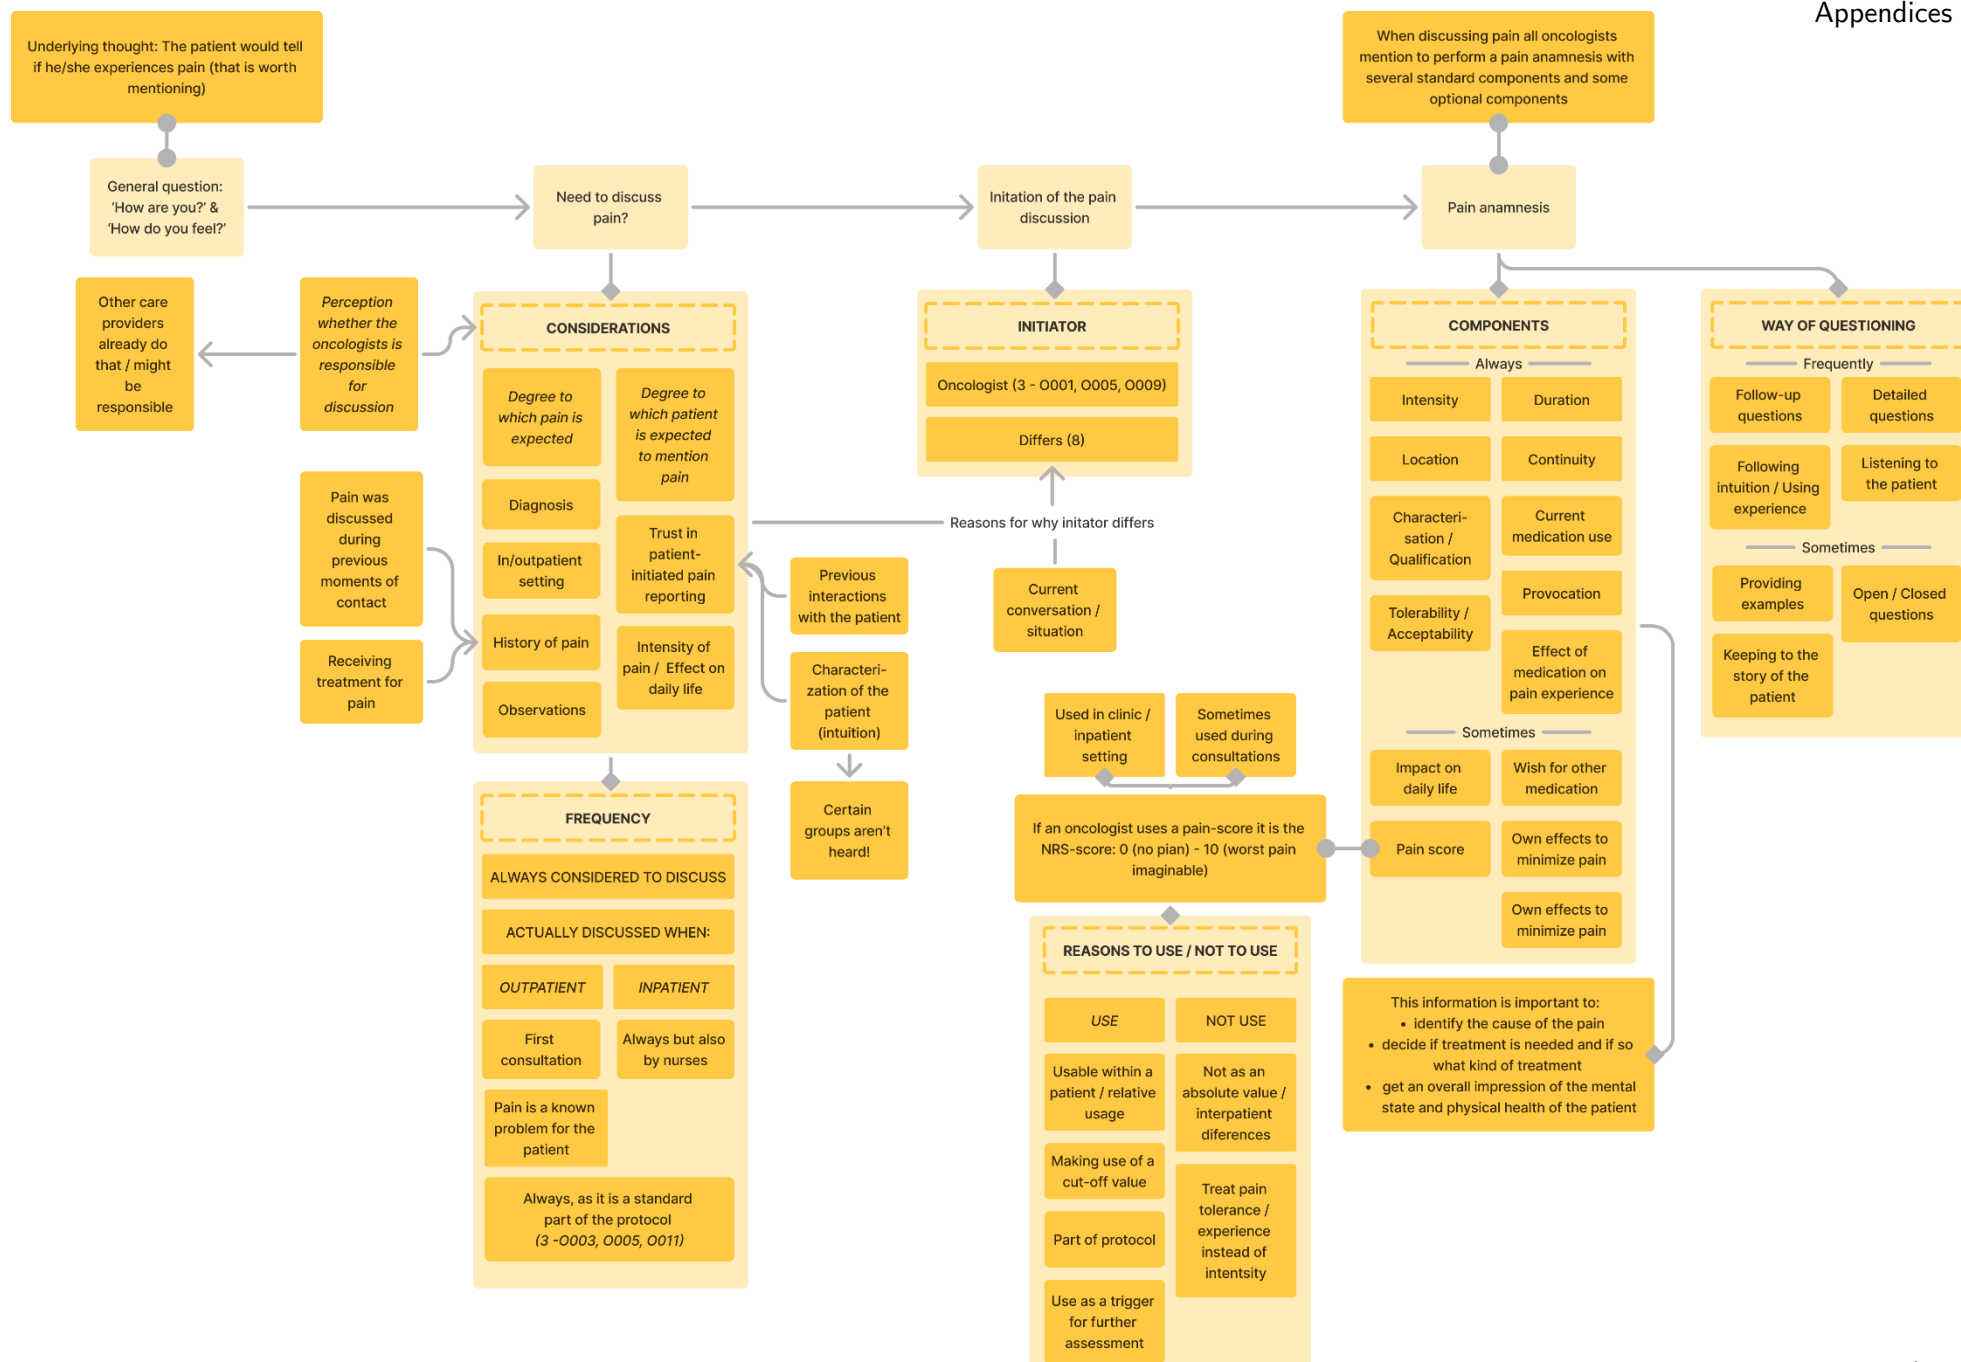 Appendices
Underlying thought: The patient would tell
if he/she experiences pain (that is worth
mentioning)
When discussing pain all oncologists
mention to perform a pain anamnesis with
several standard components and some
optional components
General question:
‘How are you?’ &
‘How do you feel?’
Need to discuss
pain?
Initation of the pain
discussion
Pain anamnesis
Other care
providers
already do
that / might
be
responsible
Perception
whether the
oncologists is
responsible
for
discussion
Pain was
discussed
during
previous
moments of
contact
Receiving
treatment for
pain
CONSIDERATIONS
Degree to
which pain is
expected
Diagnosis
In/outpatient
setting
History of pain
Observations
Degree to
which patient
is expected
to mention
pain
Trust in
patient-
initiated pain
reporting
Intensity of
pain / Effect on
daily life
Previous
interactions
with the patient
Characteri-
zation of the
patient
(intuition)
Certain
groups aren’t
heard!
FREQUENCY
ALWAYS CONSIDERED TO DISCUSS
ACTUALLY DISCUSSED WHEN:
OUTPATIENT
INPATIENT
First
consultation
Always but also
by nurses
Pain is a known
problem for the
patient
Always, as it is a standard
part of the protocol
(3 -O003, O005, O011)
INITIATOR
Oncologist (3 - O001, O005, O009)
Differs (8)
Reasons for why initator differs
Current
conversation /
situation
Used in clinic /
inpatient
setting
Sometimes
used during
consultations
If an oncologist uses a pain-score it is the
NRS-score: 0 (no pian) - 10 (worst pain
imaginable)
REASONS TO USE / NOT TO USE
USE
Usable within a
patient / relative
usage
Making use of a
cut-off value
Part of protocol
Use as a trigger
for further
assessment
NOT USE
Not as an
absolute value /
interpatient
diferences
Treat pain
tolerance /
experience
instead of
intentsity
COMPONENTS
Always
Intensity
Duration
Location
Continuity
Characteri-
sation /
Qualification
Current
medication use
Tolerability /
Acceptability
Provocation
Effect of
medication on
pain experience
Sometimes
Impact on
daily life
Wish for other
medication
Pain score
Own effects to
minimize pain
Own effects to
minimize pain
This information is important to:
• identify the cause of the pain
• decide if treatment is needed and if so
what kind of treatment
• get an overall impression of the mental
state and physical health of the patient
WAY OF QUESTIONING
Frequently
Follow-up
questions
Detailed
questions
Following
intuition / Using
experience
Listening to
the patient
Sometimes
Providing
examples
Open / Closed
questions
Keeping to the
story of the
patient